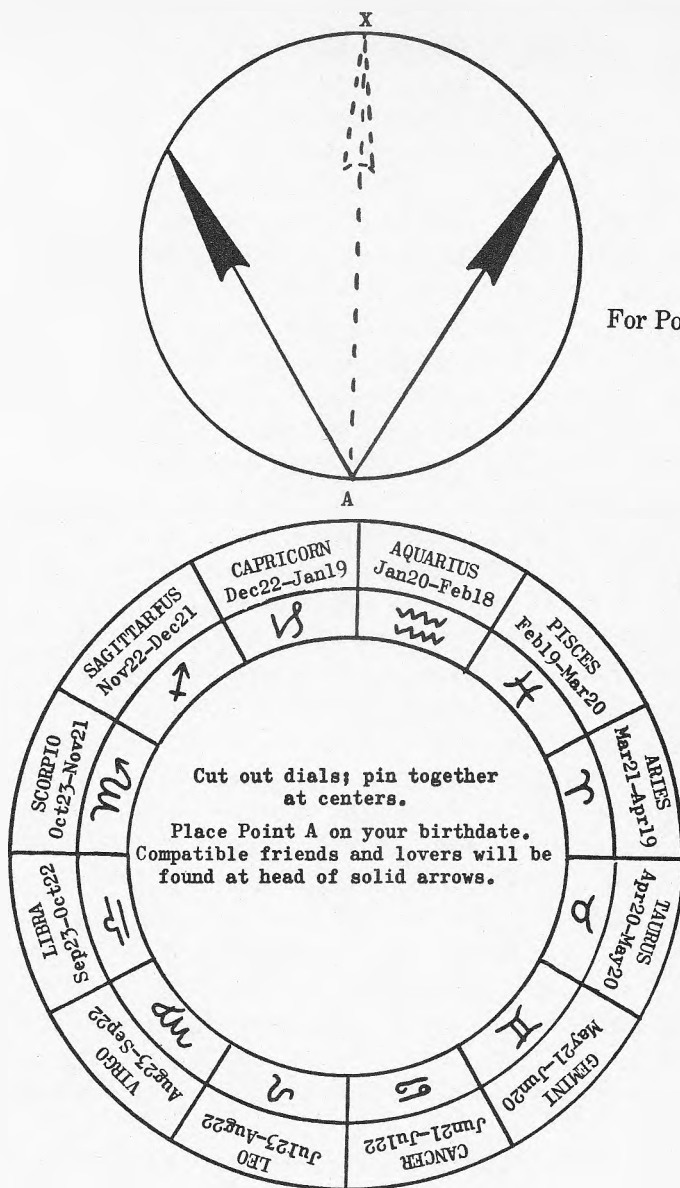 X
For Po
A
CAPRICORN
Dec22-Jan19
AQUARIUS
Jan20-Feb18
PISCES
Feb19-Mar20
ARIES
Mar21-Apr19
TAURUS
Apr20-May20
GEMINI
May21-Jun20
CANCER
Jun21-Jul22
LEO
Jul23-Aug22
VIRGO
Aug23-Sep22
LIBRA
Sep23-Oct22
SCORPIO
Oct23-Nov21
SAGITTARFUS
Nov22-Dec21
Cut out dials; pin together
at centers.
Place Point A on your birthdate.
Compatible friends and lovers will be
found at head of solid arrows.